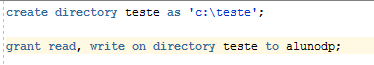 create directory teste as 'c:\teste';
grant read, write on directory teste to alunodp;